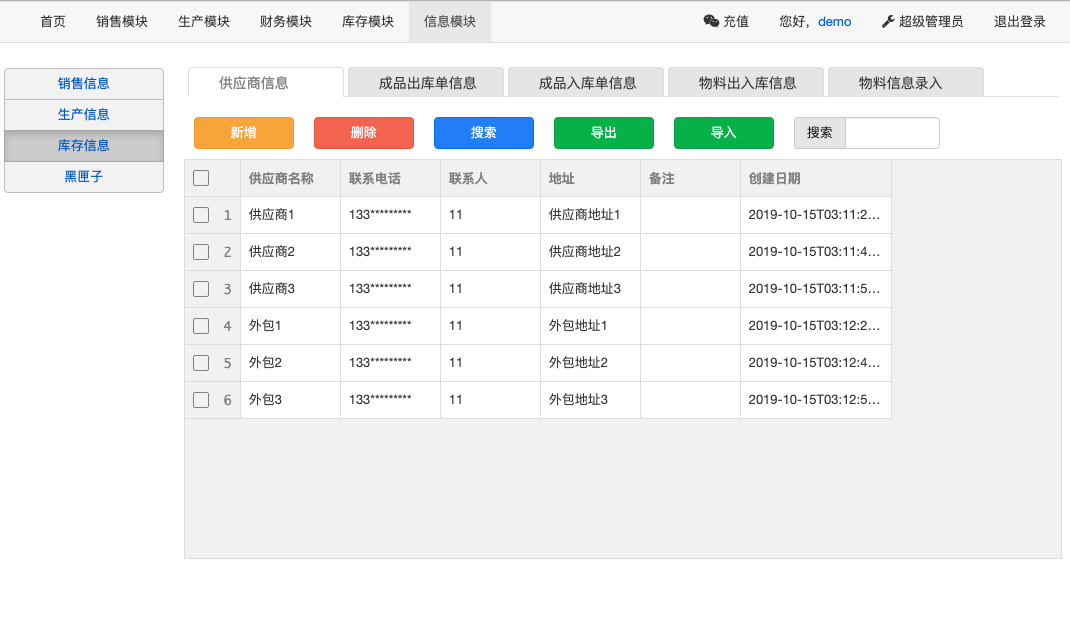 首页 销售模块 生产模块 财务模块 库存模块 信息模块 充值 您好，demo 超级管理员 退出登录
销售信息
生产信息
库存信息
黑匣子
供应商信息 成品出库单信息 成品入库单信息 物料出入库信息 物料信息录入
新增 删除 搜索 导出 导入 搜索
供应商名称 联系电话 联系人 地址 备注 创建日期
1 供应商1 133********* 11 供应商地址1 2019-10-15T03:11:2...
2 供应商2 133********* 11 供应商地址2 2019-10-15T03:11:4...
3 供应商3 133********* 11 供应商地址3 2019-10-15T03:11:5...
4 外包1 133********* 11 外包地址1 2019-10-15T03:12:2...
5 外包2 133********* 11 外包地址2 2019-10-15T03:12:4...
6 外包3 133********* 11 外包地址3 2019-10-15T03:12:5...